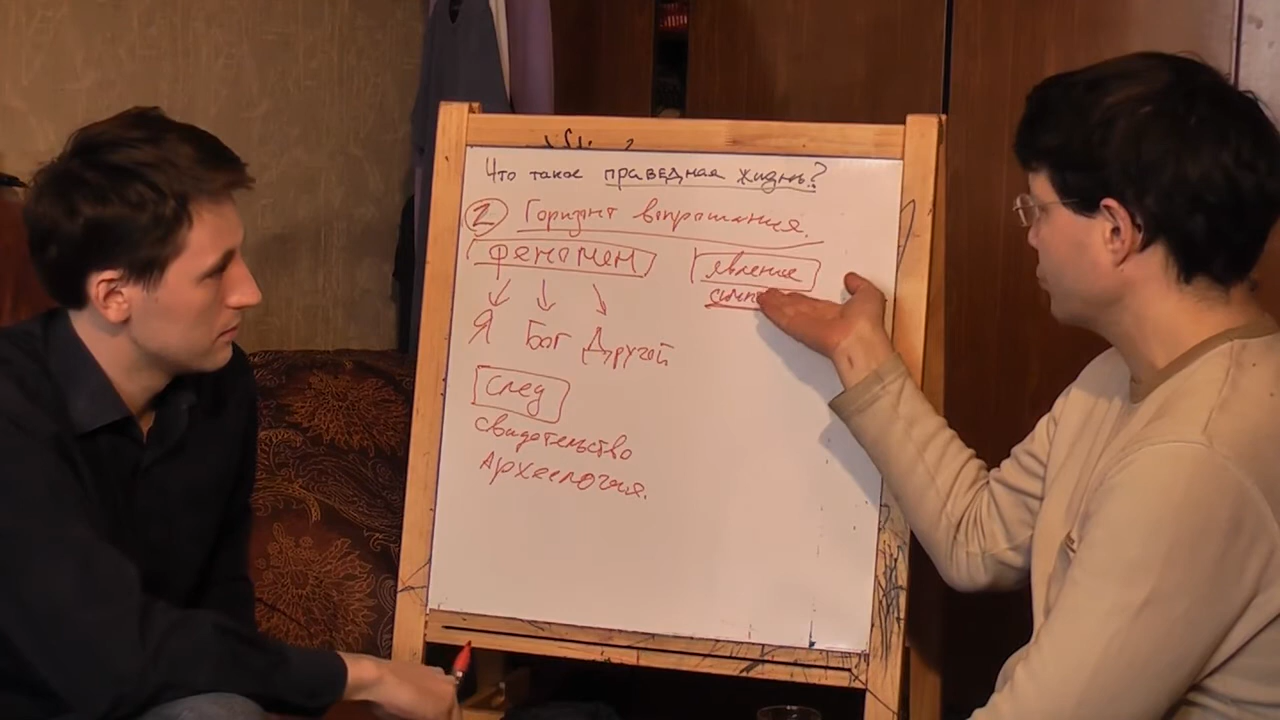 Что такое праведная жизнь?
2 Горизонт вопрошания.
феномен явление
Я Бог Другой
след
свидетельство
Археология.